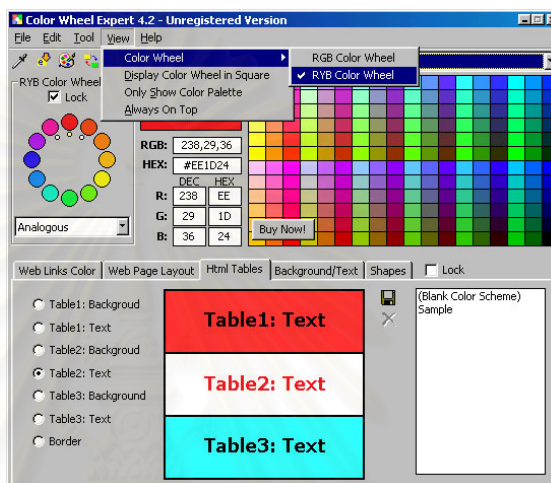 Color Wheel Expert 4.2 - Unregistered Version
File Edit Tool View Help
Color Wheel
Display Color Wheel in Square
Only Show Color Palette
Always On Top
RGB Color Wheel
RYB Color Wheel
RYB Color Wheel
Lock
RGB: 238,29,36
HEX: #EE1D24
DEC HEX
R: 238 EE
G: 29 1D
B: 36 24
Buy Now!
Analogous
Web Links Color Web Page Layout Html Tables Background/Text Shapes Lock
Table1: Backgroud
Table1: Text
Table2: Backgroud
Table2: Text
Table3: Background
Table3: Text
Border
Table1: Text
Table2: Text
Table3: Text
(Blank Color Scheme)
Sample